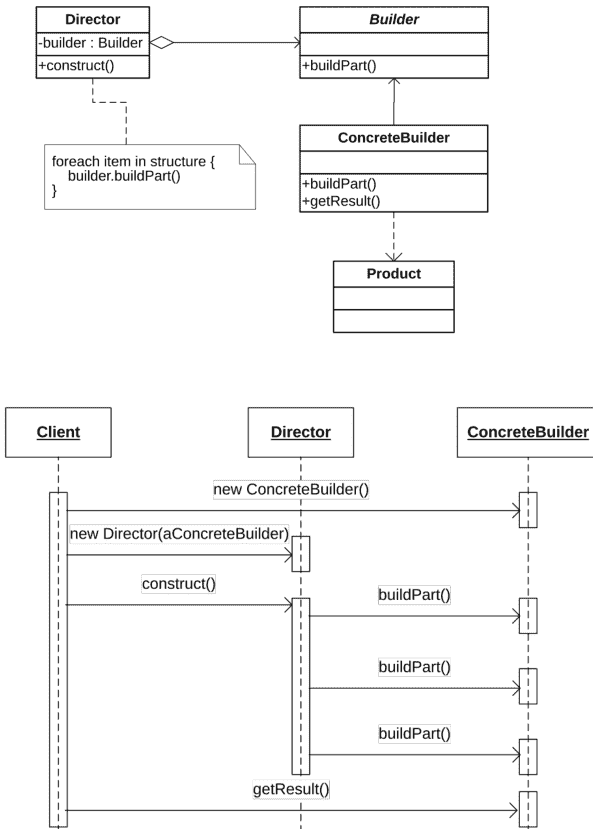 Director
-builder : Builder
+construct()
Builder
+buildPart()
foreach item in structure {
builder.buildPart()
}
ConcreteBuilder
+buildPart()
+getResult()
Product
Client
Director
ConcreteBuilder
new ConcreteBuilder()
new Director(aConcreteBuilder)
construct()
buildPart()
buildPart()
buildPart()
getResult()